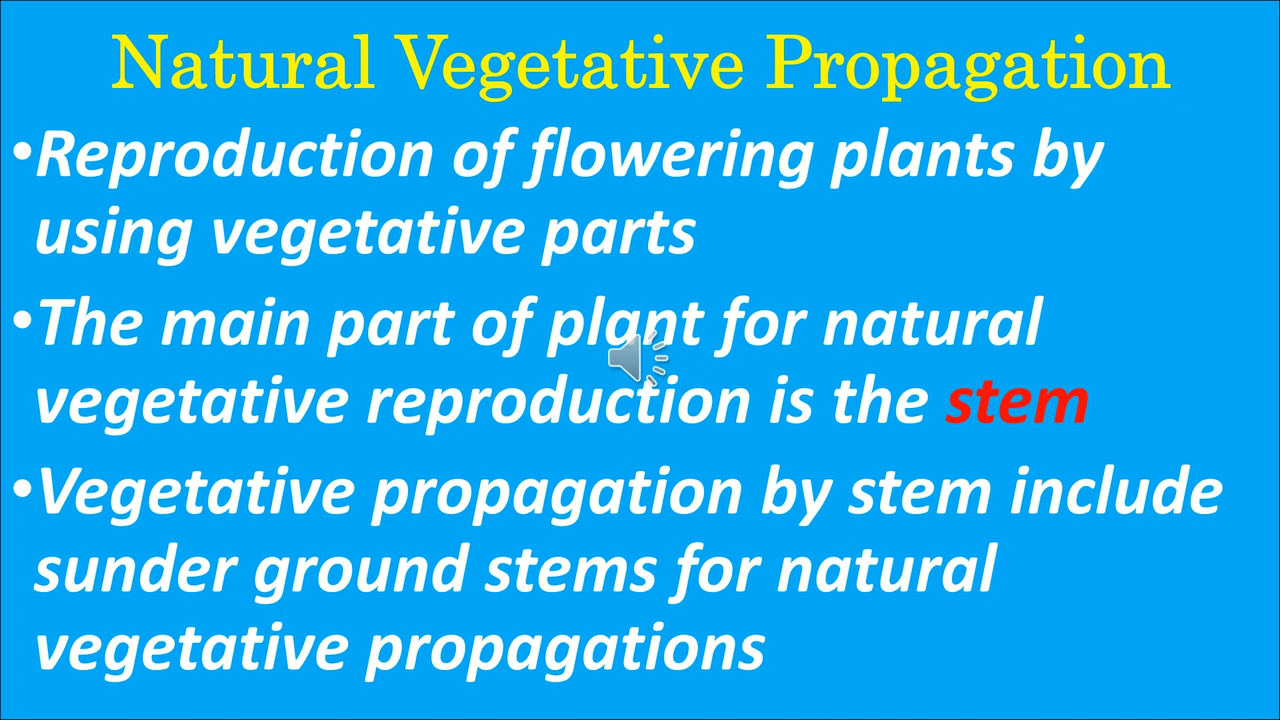 Natural Vegetative Propagation
•Reproduction of flowering plants by
using vegetative parts
•The main part of plant for natural
vegetative reproduction is the stem
•Vegetative propagation by stem include
sunder ground stems for natural
vegetative propagations